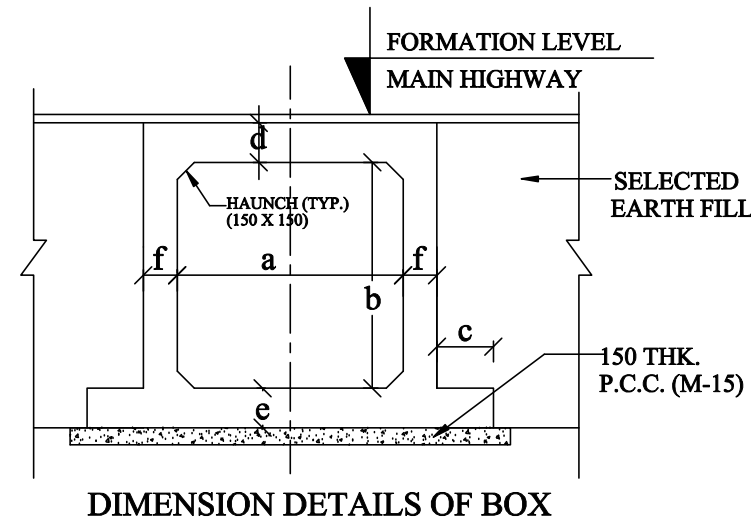 FORMATION LEVEL
MAIN HIGHWAY
d
HAUNCH (TYP.)
(150 X 150)
SELECTED
EARTH FILL
f a f
b
c
150 THK.
P.C.C. (M-15)
e
DIMENSION DETAILS OF BOX